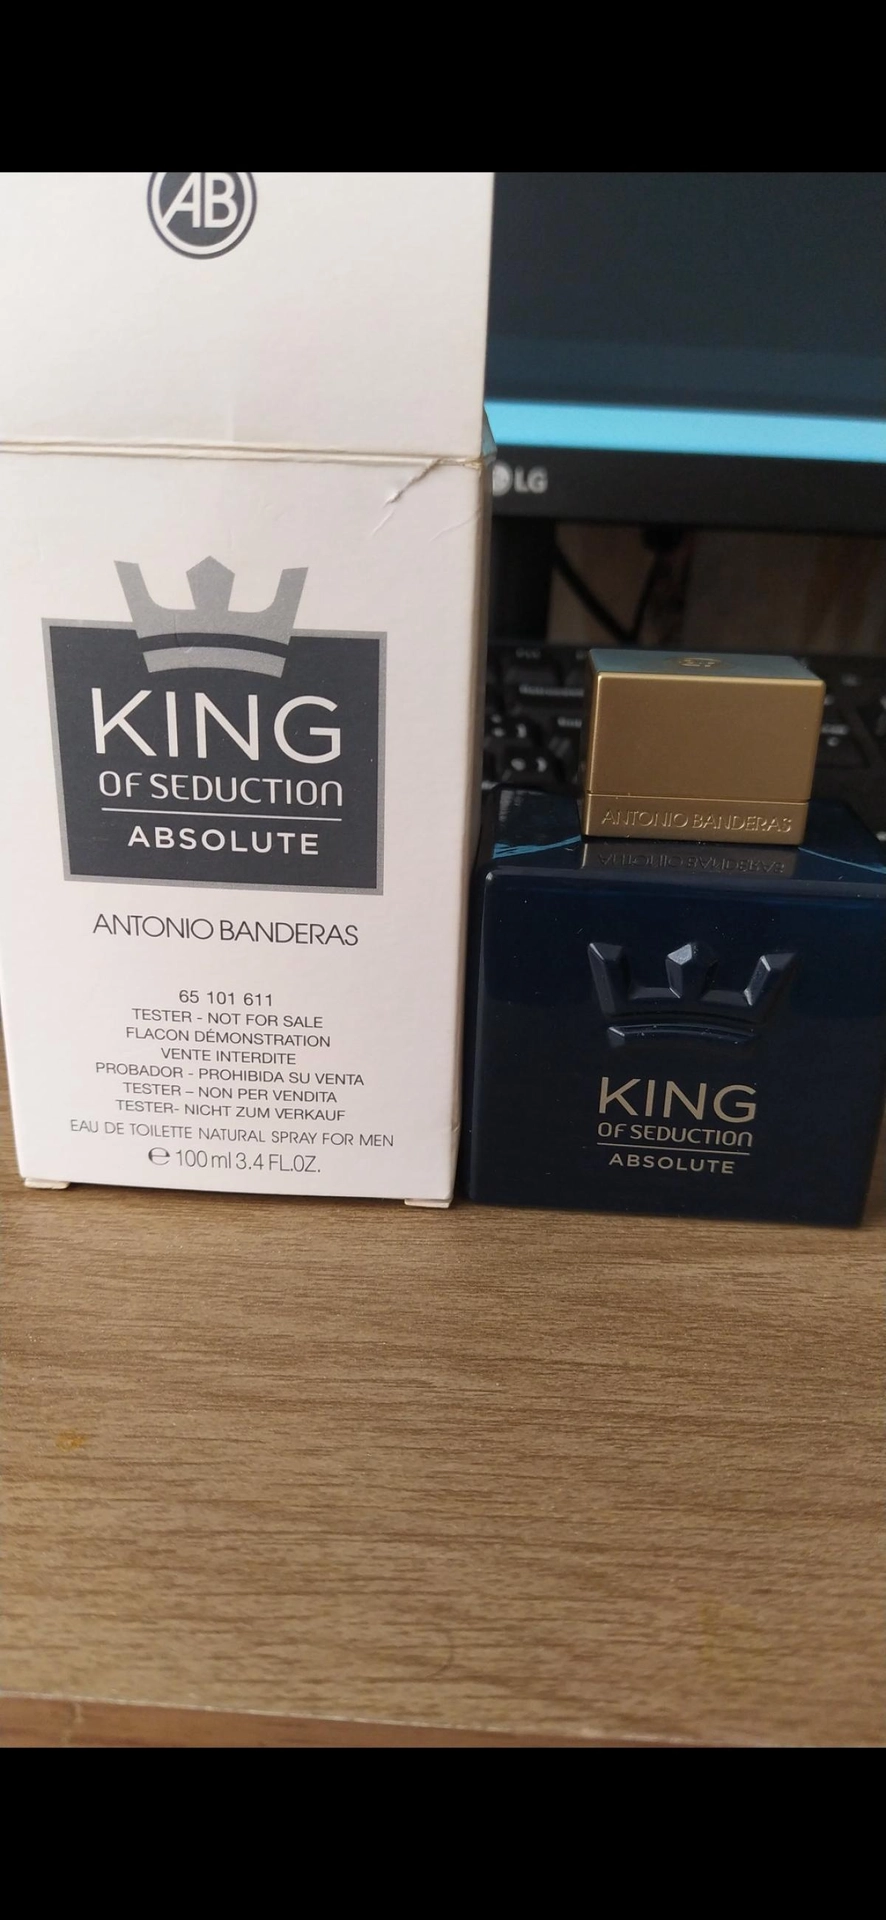 AB
LG
KING
OF SEDUCTION
ABSOLUTE
ANTONIO BANDERAS
65 101 611
TESTER - NOT FOR SALE
FLACON DÉMONSTRATION
VENTE INTERDITE
PROBADOR - PROHIBIDA SU VENTA
TESTER – NON PER VENDITA
TESTER- NICHT ZUM VERKAUF
EAU DE TOILETTE NATURAL SPRAY FOR MEN
℮ 100 ml 3.4 FL.OZ.
ANTONIO BANDERAS
KING
OF SEDUCTION
ABSOLUTE